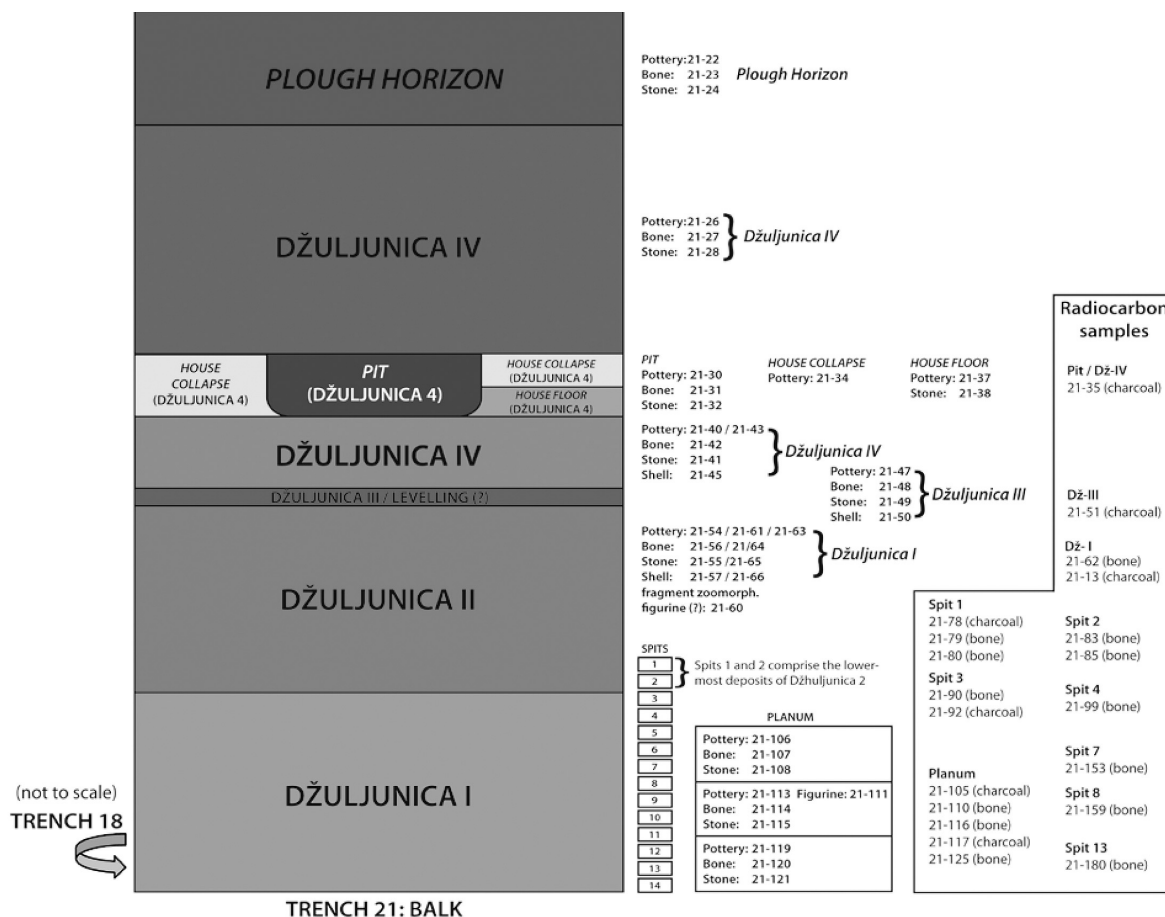 PLOUGH HORIZON
DŽULJUNICA IV
HOUSE
COLLAPSE
(DŽULJUNICA 4)
PIT
(DŽULJUNICA 4)
HOUSE COLLAPSE
(DŽULJUNICA 4)
HOUSE FLOOR
(DŽULJUNICA 4)
DŽULJUNICA IV
DŽULJUNICA III / LEVELLING (?)
DŽULJUNICA II
DŽULJUNICA I
(not to scale)
TRENCH 18
TRENCH 21: BALK
Pottery: 21-22
Bone: 21-23 Plough Horizon
Stone: 21-24
Pottery: 21-26
Bone: 21-27 Džuljunica IV
Stone: 21-28
PIT
Pottery: 21-30
Bone: 21-31
Stone: 21-32
HOUSE COLLAPSE
Pottery: 21-34
HOUSE FLOOR
Pottery: 21-37
Stone: 21-38
Pottery: 21-40 / 21-43
Bone: 21-42
Stone: 21-41
Shell: 21-45
Džuljunica IV
Pottery: 21-47
Bone: 21-48
Stone: 21-49
Shell: 21-50
Džuljunica III
Pottery: 21-54 / 21-61 / 21-63
Bone: 21-56 / 21/64
Stone: 21-55 /21-65
Shell: 21-57 / 21-66
fragment zoomorph.
figurine (?): 21-60
Džuljunica I
SPITS
1
2
3
4
5
6
7
8
9
10
11
12
13
14
Spits 1 and 2 comprise the lower-
most deposits of Džhuljunica 2
PLANUM
Pottery: 21-106
Bone: 21-107
Stone: 21-108
Pottery: 21-113 Figurine: 21-111
Bone: 21-114
Stone: 21-115
Pottery: 21-119
Bone: 21-120
Stone: 21-121
Radiocarbon
samples
Pit / Dž-IV
21-35 (charcoal)
Dž-III
21-51 (charcoal)
Dž- I
21-62 (bone)
21-13 (charcoal)
Spit 1
21-78 (charcoal)
21-79 (bone)
21-80 (bone)
Spit 2
21-83 (bone)
21-85 (bone)
Spit 3
21-90 (bone)
21-92 (charcoal)
Spit 4
21-99 (bone)
Spit 7
21-153 (bone)
Planum
21-105 (charcoal)
21-110 (bone)
21-116 (bone)
21-117 (charcoal)
21-125 (bone)
Spit 8
21-159 (bone)
Spit 13
21-180 (bone)